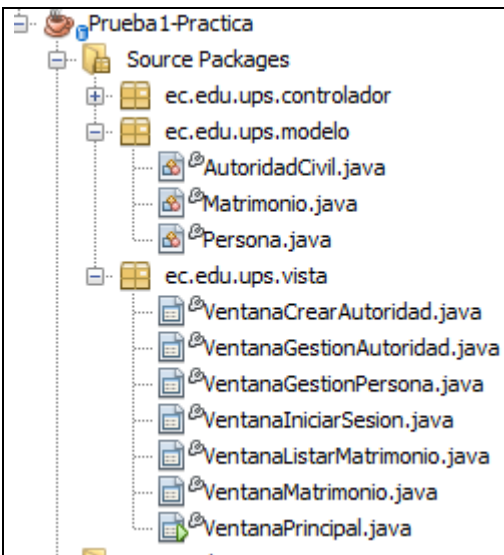 Prueba1-Practica
Source Packages
ec.edu.ups.controlador
ec.edu.ups.modelo
AutoridadCivil.java
Matrimonio.java
Persona.java
ec.edu.ups.vista
VentanaCrearAutoridad.java
VentanaGestionAutoridad.java
VentanaGestionPersona.java
VentanaIniciarSesion.java
VentanaListarMatrimonio.java
VentanaMatrimonio.java
VentanaPrincipal.java